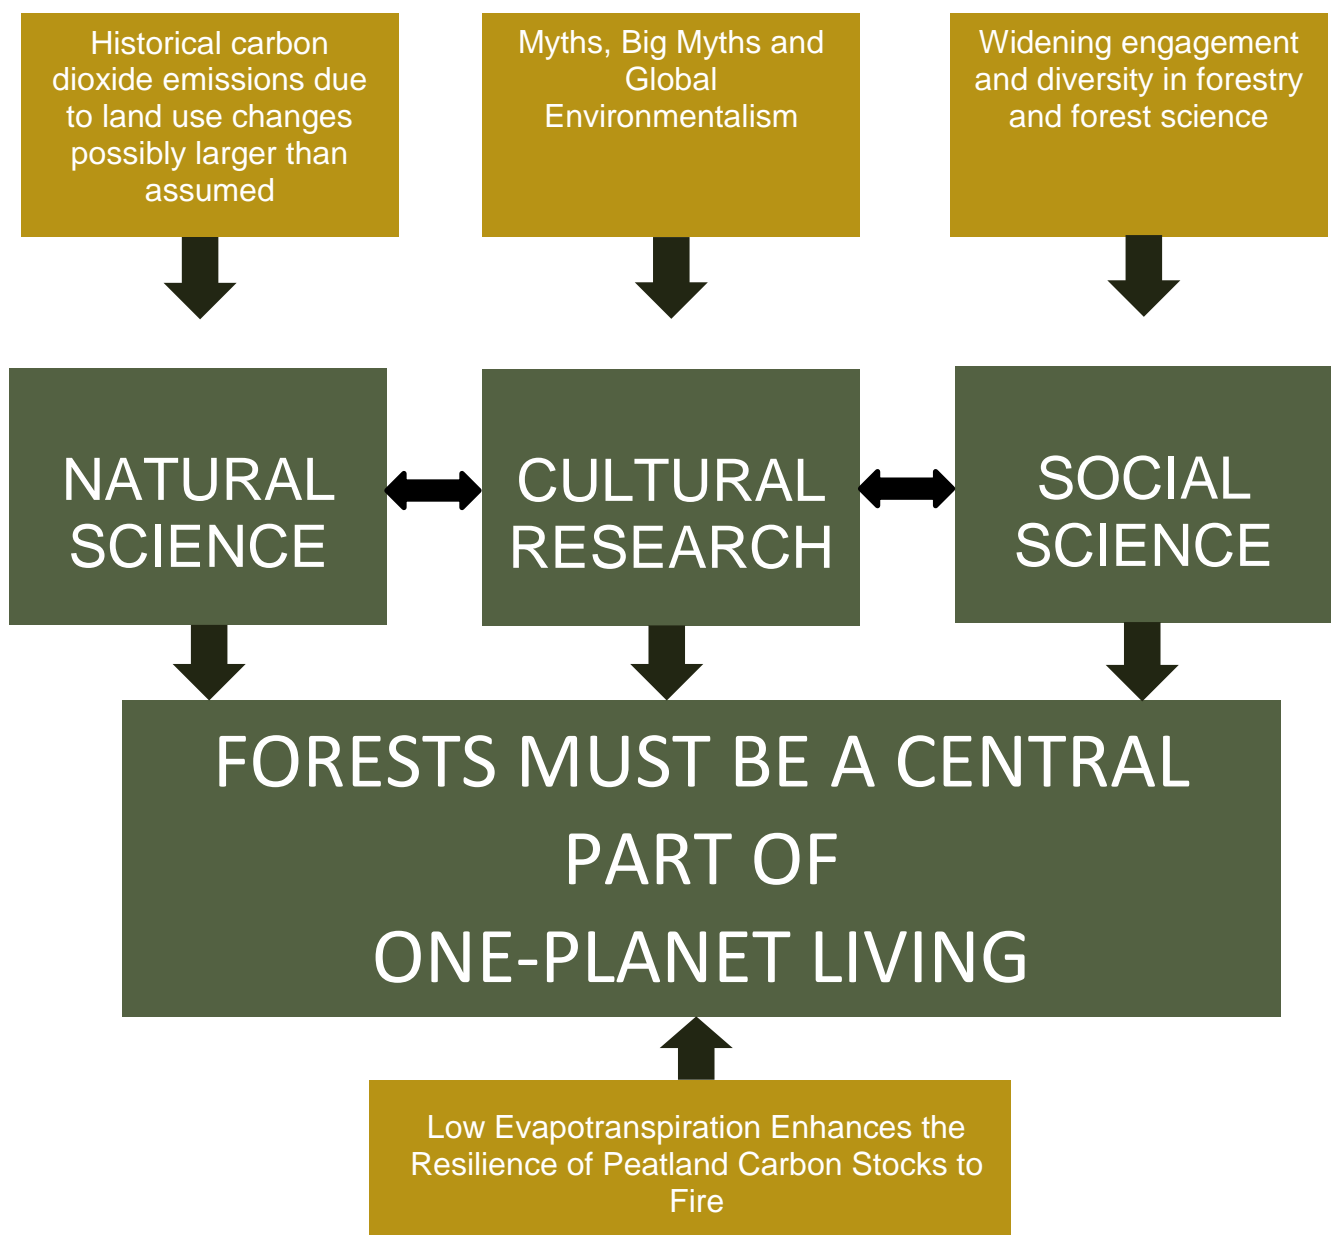 Historical carbon
dioxide emissions due
to land use changes
possibly larger than
assumed
Myths, Big Myths and
Global
Environmentalism
Widening engagement
and diversity in forestry
and forest science
NATURAL
SCIENCE
CULTURAL
RESEARCH
SOCIAL
SCIENCE
FORESTS MUST BE A CENTRAL
PART OF
ONE-PLANET LIVING
Low Evapotranspiration Enhances the
Resilience of Peatland Carbon Stocks to
Fire